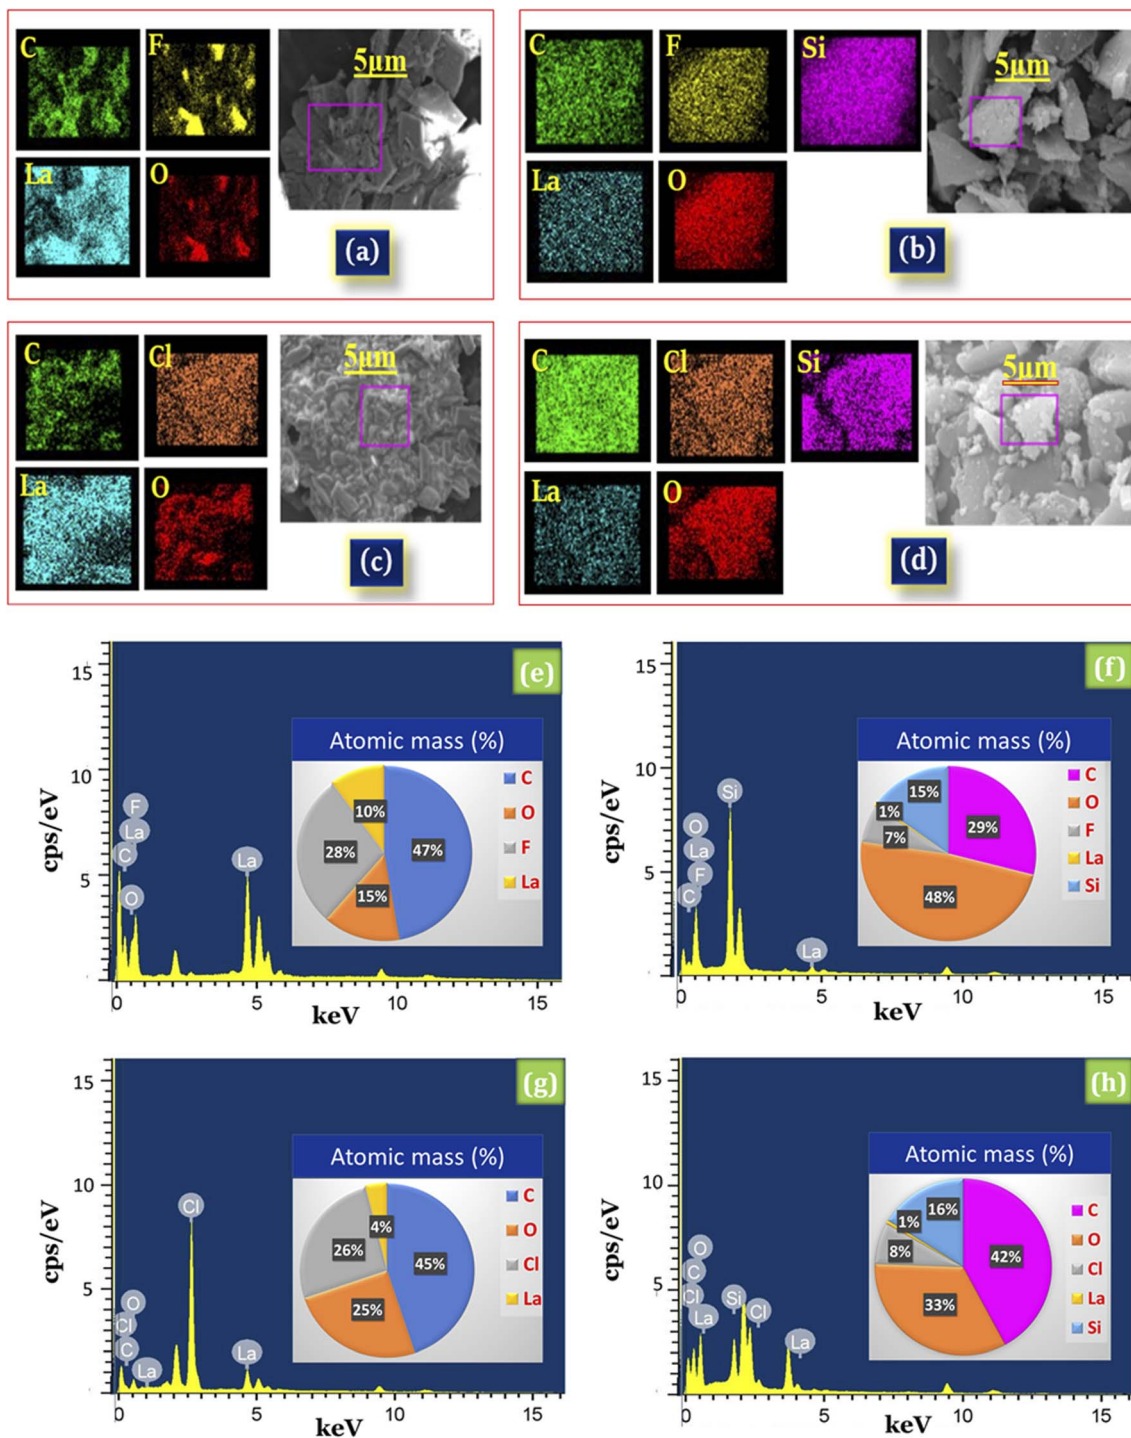 C F 5µm
La O
(a)
C F Si 5µm
La O
(b)
C Cl 5µm
La O
(c)
C Cl Si 5µm
La O
(d)
(e)
15
10
5
cps/eV
Atomic mass (%)
10%
28%
47%
15%
C
O
F
La
F
La
C
O
La
0 5 10 15
keV
(f)
15
10
5
cps/eV
Atomic mass (%)
15%
1%
7%
29%
48%
C
O
F
La
Si
Si
O
La
F
C
La
0 5 10 15
keV
(g)
15
10
5
cps/eV
Atomic mass (%)
4%
26%
45%
25%
C
O
Cl
La
Cl
O
Cl
C
La
La
0 5 10 15
keV
(h)
15
10
5
cps/eV
Atomic mass (%)
16%
1%
8%
42%
33%
C
O
Cl
La
Si
O
C
Cl
La
Si
Cl
La
0 5 10 15
keV